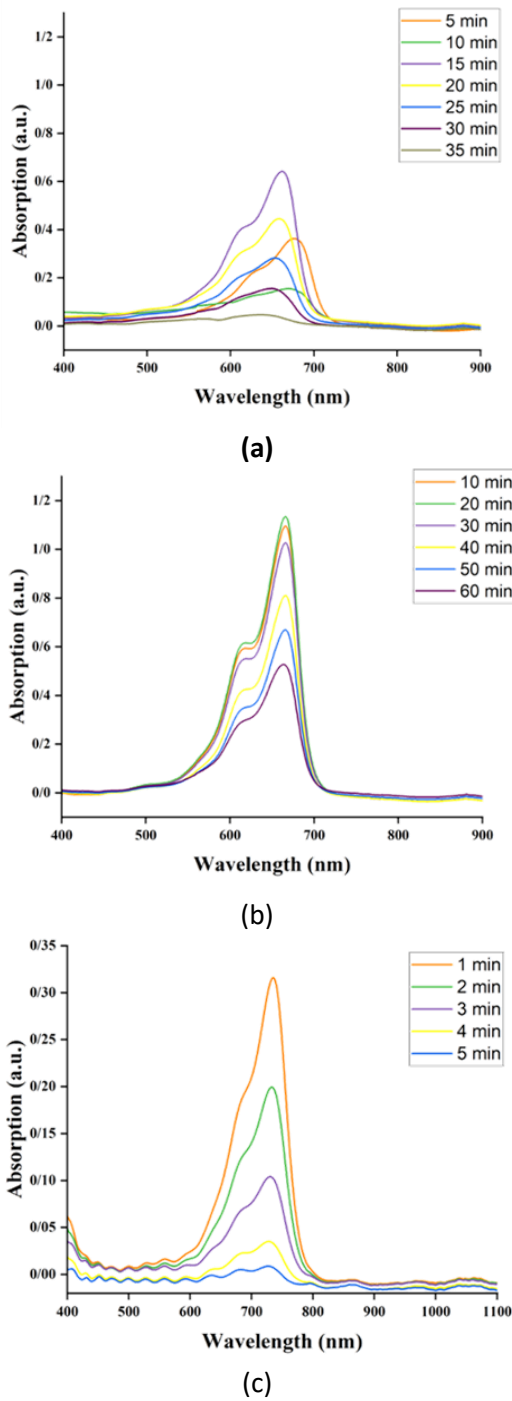 5 min
10 min
15 min
20 min
25 min
30 min
35 min
1/2
1/0
0/8
0/6
0/4
0/2
0/0
Absorption (a.u.)
400 500 600 700 800 900
Wavelength (nm)
(a)
10 min
20 min
30 min
40 min
50 min
60 min
1/2
1/0
0/8
0/6
0/4
0/2
0/0
Absorption (a.u.)
400 500 600 700 800 900
Wavelength (nm)
(b)
1 min
2 min
3 min
4 min
5 min
0/35
0/30
0/25
0/20
0/15
0/10
0/05
0/00
Absorption (a.u.)
400 500 600 700 800 900 1000 1100
Wavelength (nm)
(c)